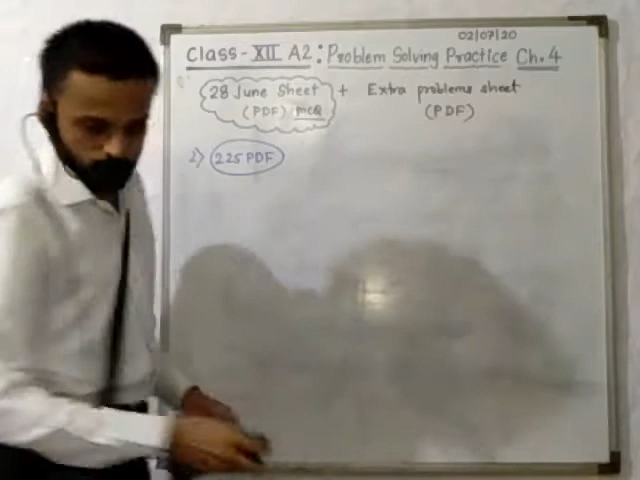 02/07/20
Class - XII A2 : Problem Solving Practice Ch. 4
28 June Sheet + Extra problems sheet
(PDF) MCQ (PDF)
2) 225 PDF